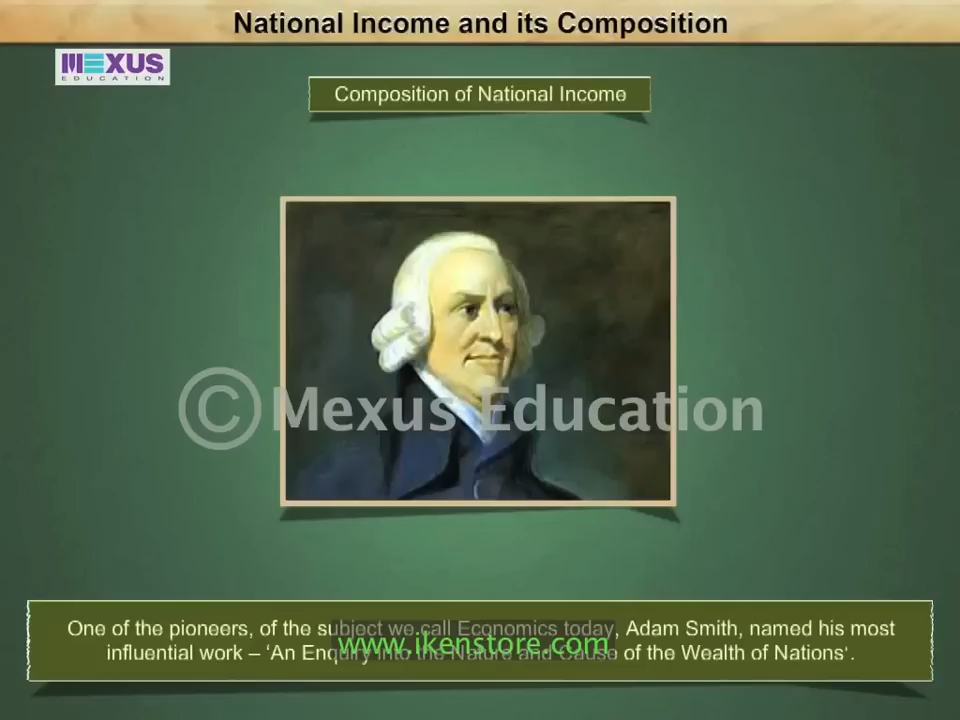 National Income and its Composition
MEXUS
EDUCATION
Composition of National Income
© Mexus Education
One of the pioneers, of the subject we call Economics today, Adam Smith, named his most
influential work – ‘An Enquiry into the Nature and Cause of the Wealth of Nations‘.
www.ikenstore.com